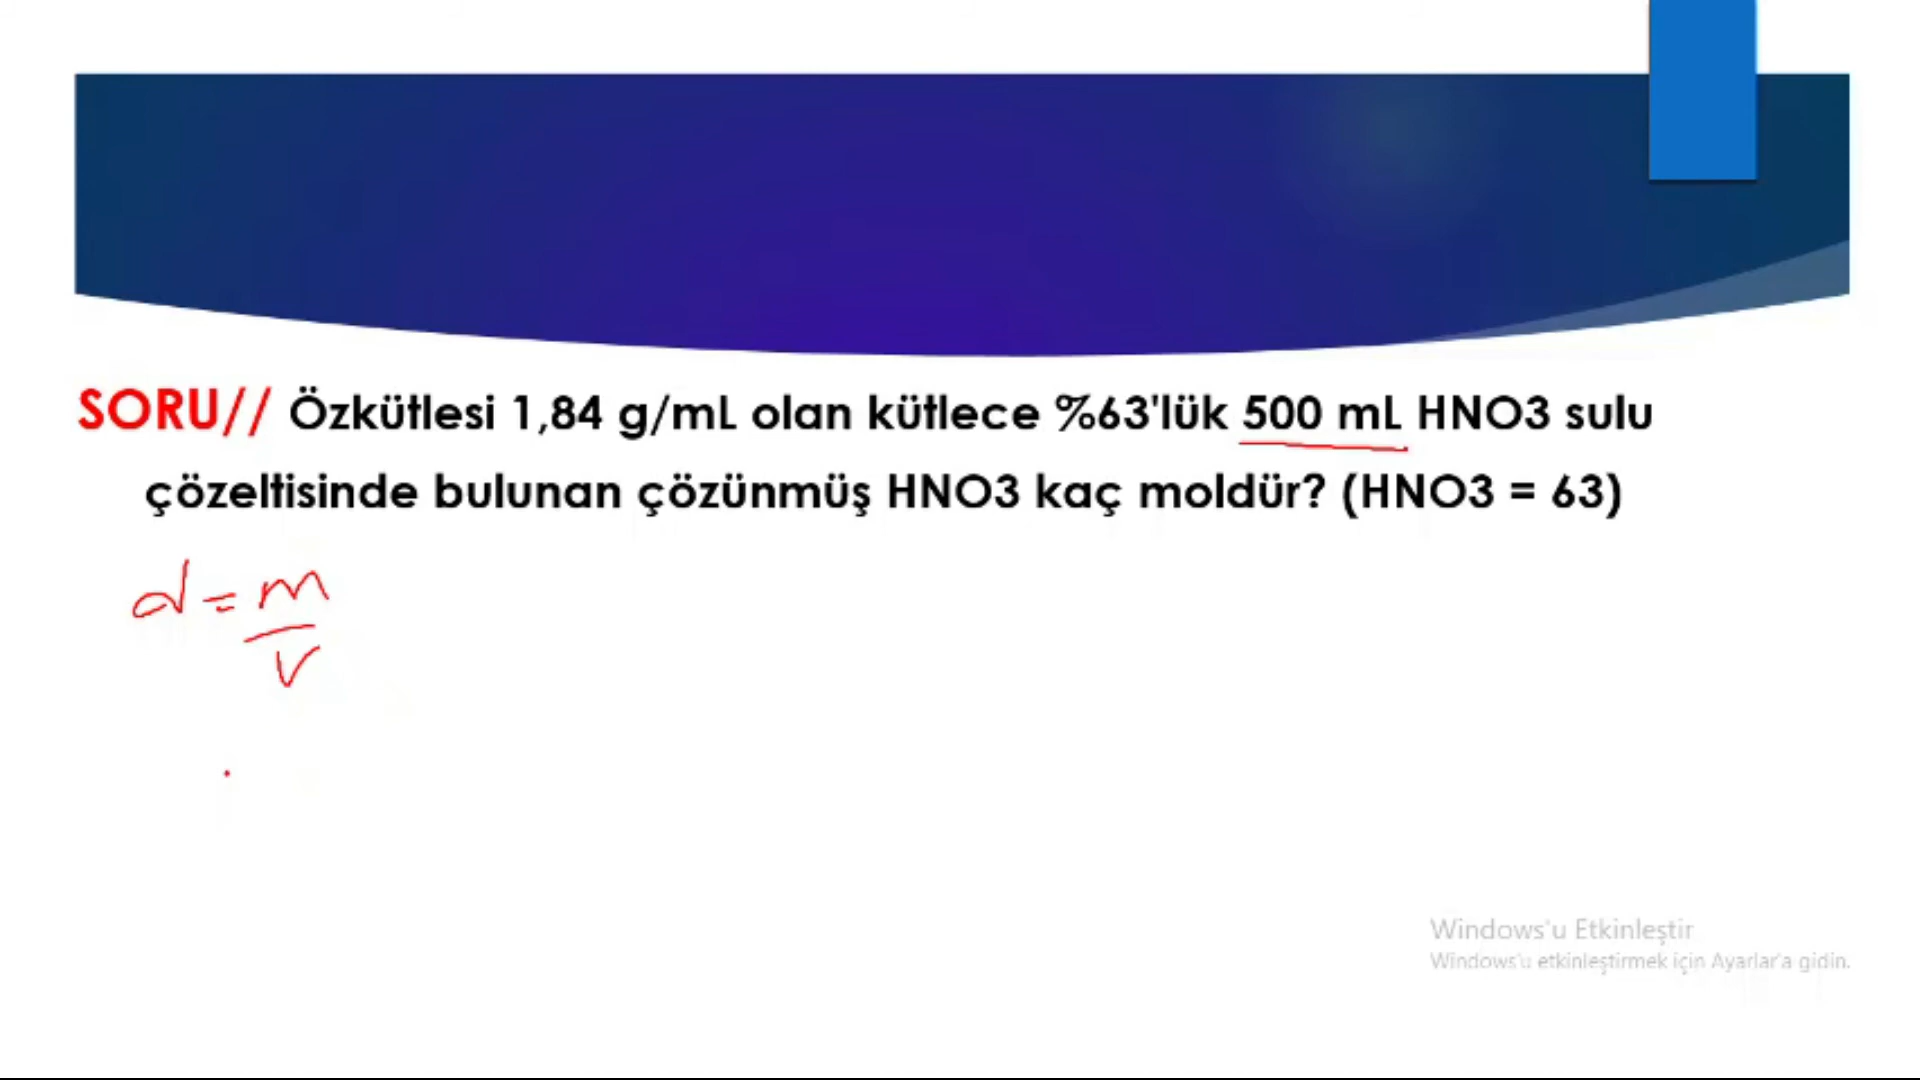 SORU// Özkütlesi 1,84 g/mL olan kütlece %63'lük 500 mL HNO3 sulu
çözeltisinde bulunan çözünmüş HNO3 kaç moldür? (HNO3 = 63)
d = m
v
Windows'u Etkinleştir
Windows'u etkinleştirmek için Ayarlar'a gidin.